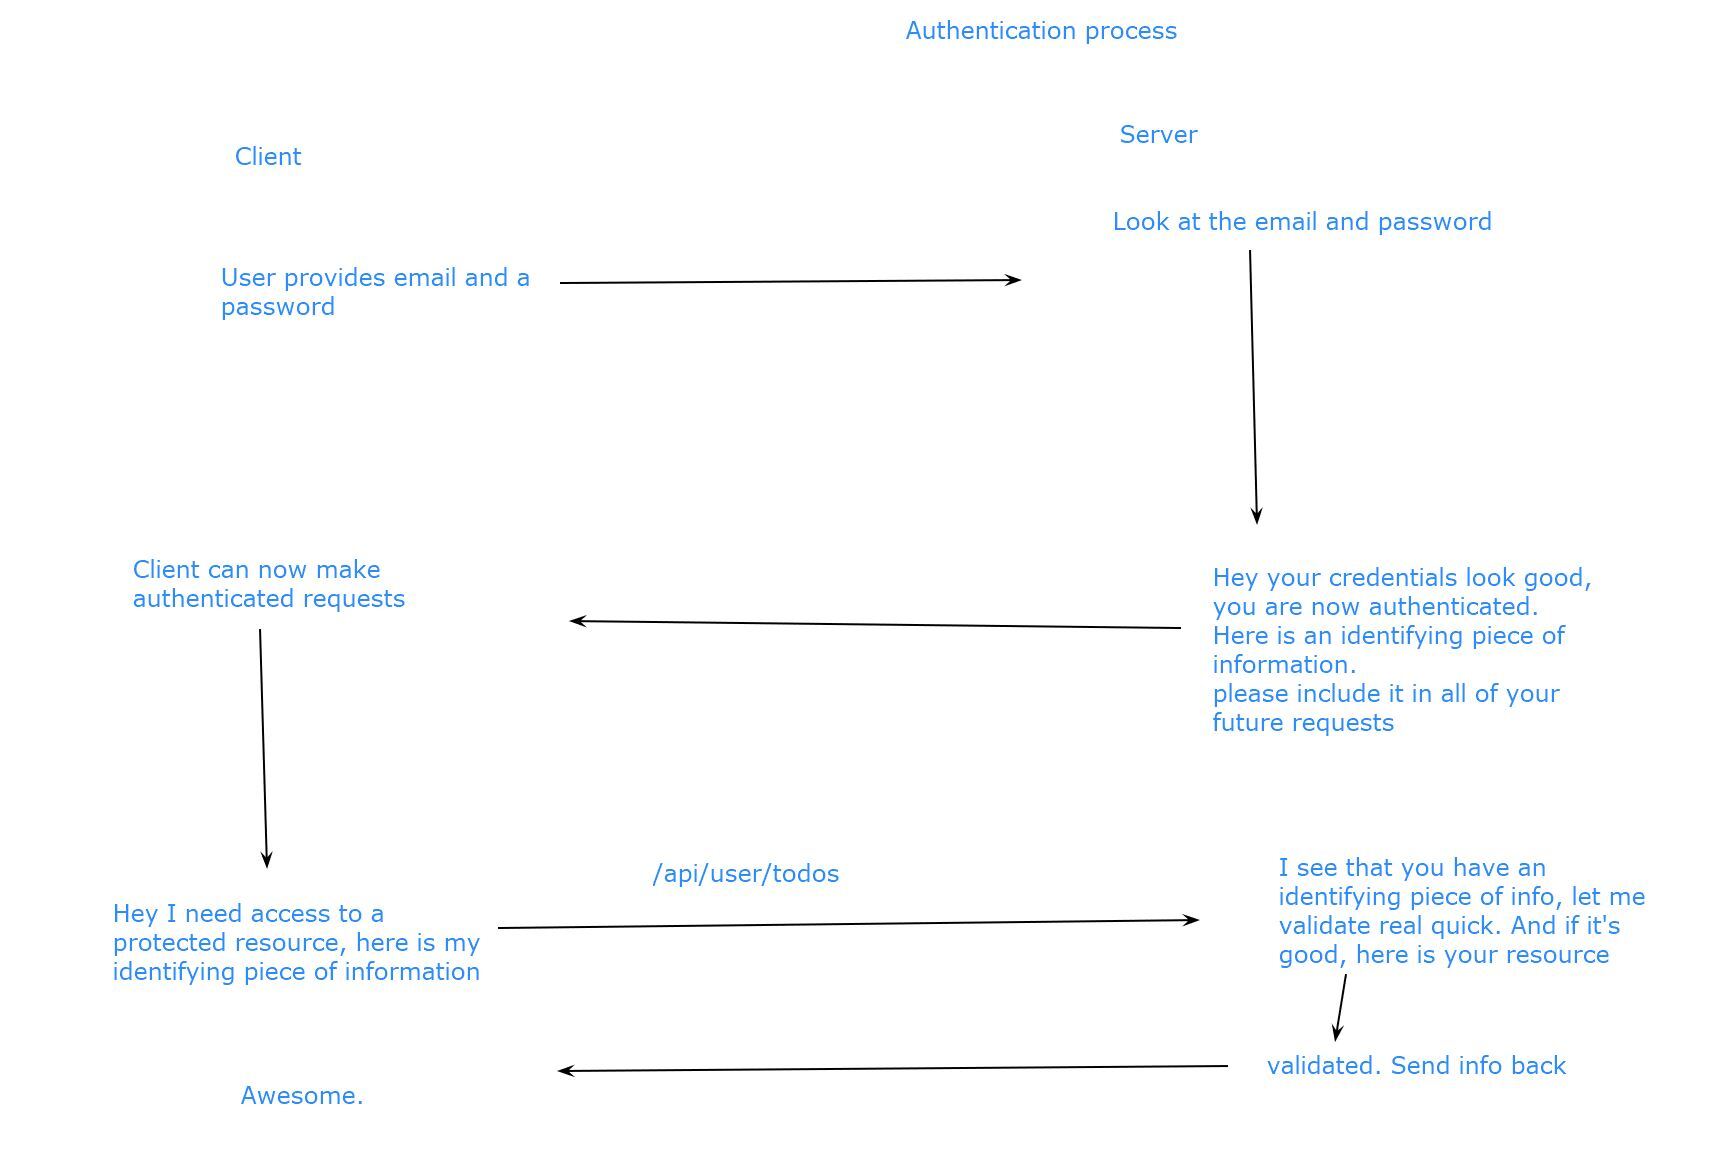 Authentication process
Client
Server
User provides email and a
password
Look at the email and password
Hey your credentials look good,
you are now authenticated.
Here is an identifying piece of
information.
please include it in all of your
future requests
Client can now make
authenticated requests
Hey I need access to a
protected resource, here is my
identifying piece of information
/api/user/todos
I see that you have an
identifying piece of info, let me
validate real quick. And if it's
good, here is your resource
validated. Send info back
Awesome.